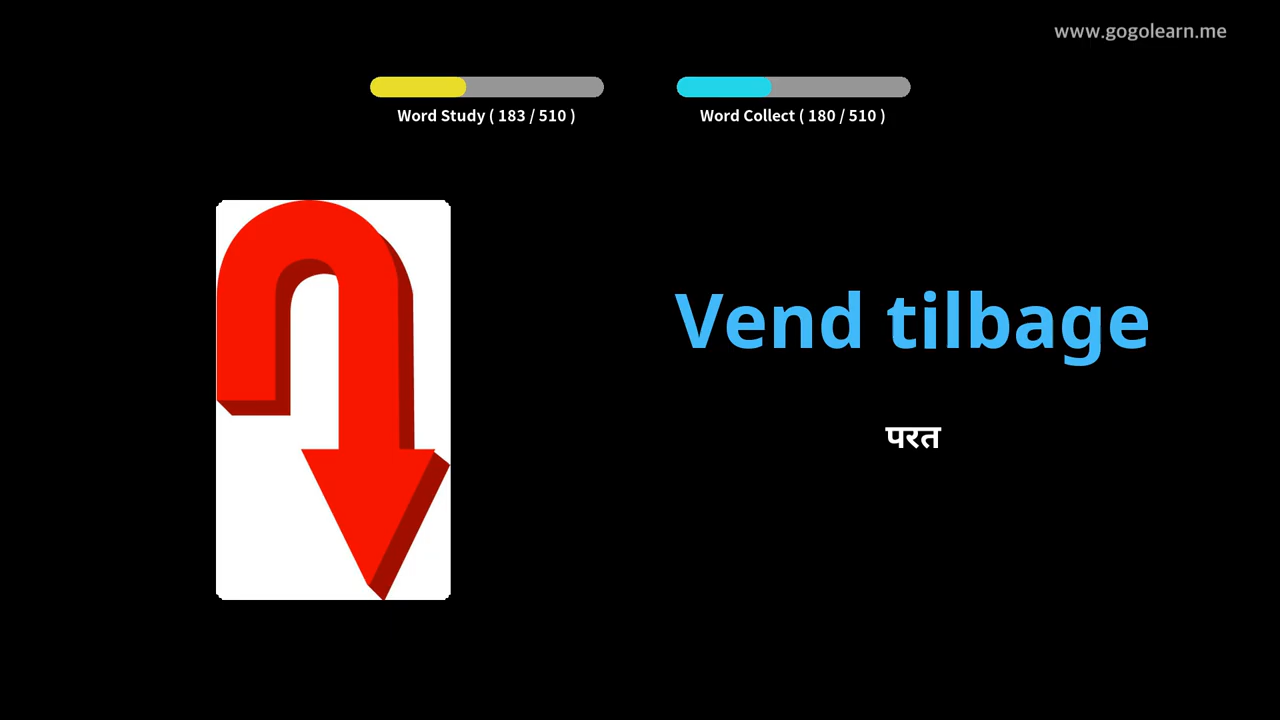 www.gogolearn.me
Word Study ( 183 / 510 )
Word Collect ( 180 / 510 )
Vend tilbage
परत